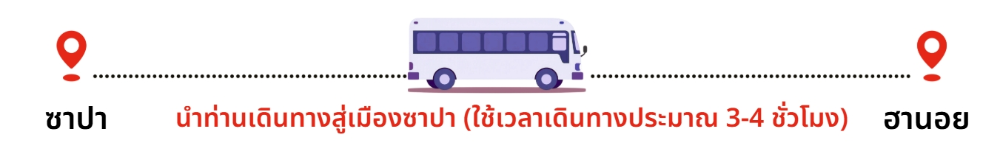 ซาปา นำท่านเดินทางสู่เมืองซาปา (ใช้เวลาเดินทางประมาณ 3-4 ชั่วโมง) ฮานอย